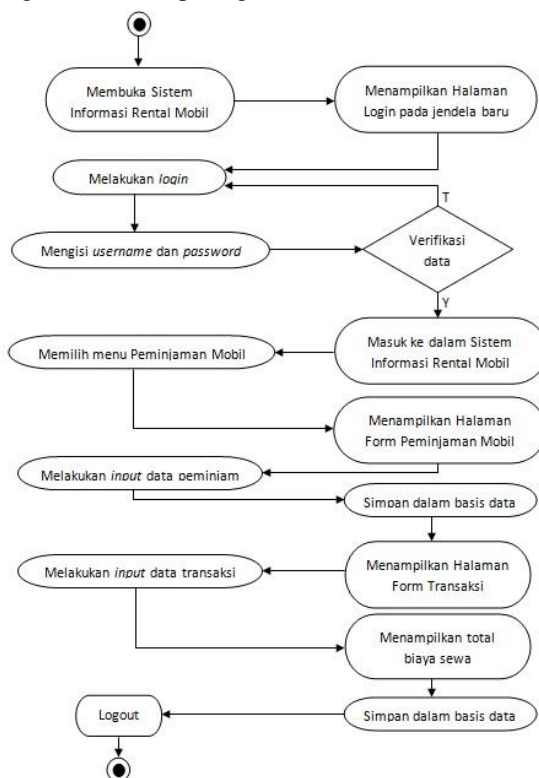 Membuka Sistem
Informasi Rental Mobil
Menampilkan Halaman
Login pada jendela baru
Melakukan login
T
Mengisi username dan password
Verifikasi
data
Y
Masuk ke dalam Sistem
Informasi Rental Mobil
Memilih menu Peminjaman Mobil
Menampilkan Halaman
Form Peminjaman Mobil
Melakukan input data peminjam
Simpan dalam basis data
Menampilkan Halaman
Form Transaksi
Melakukan input data transaksi
Menampilkan total
biaya sewa
Simpan dalam basis data
Logout